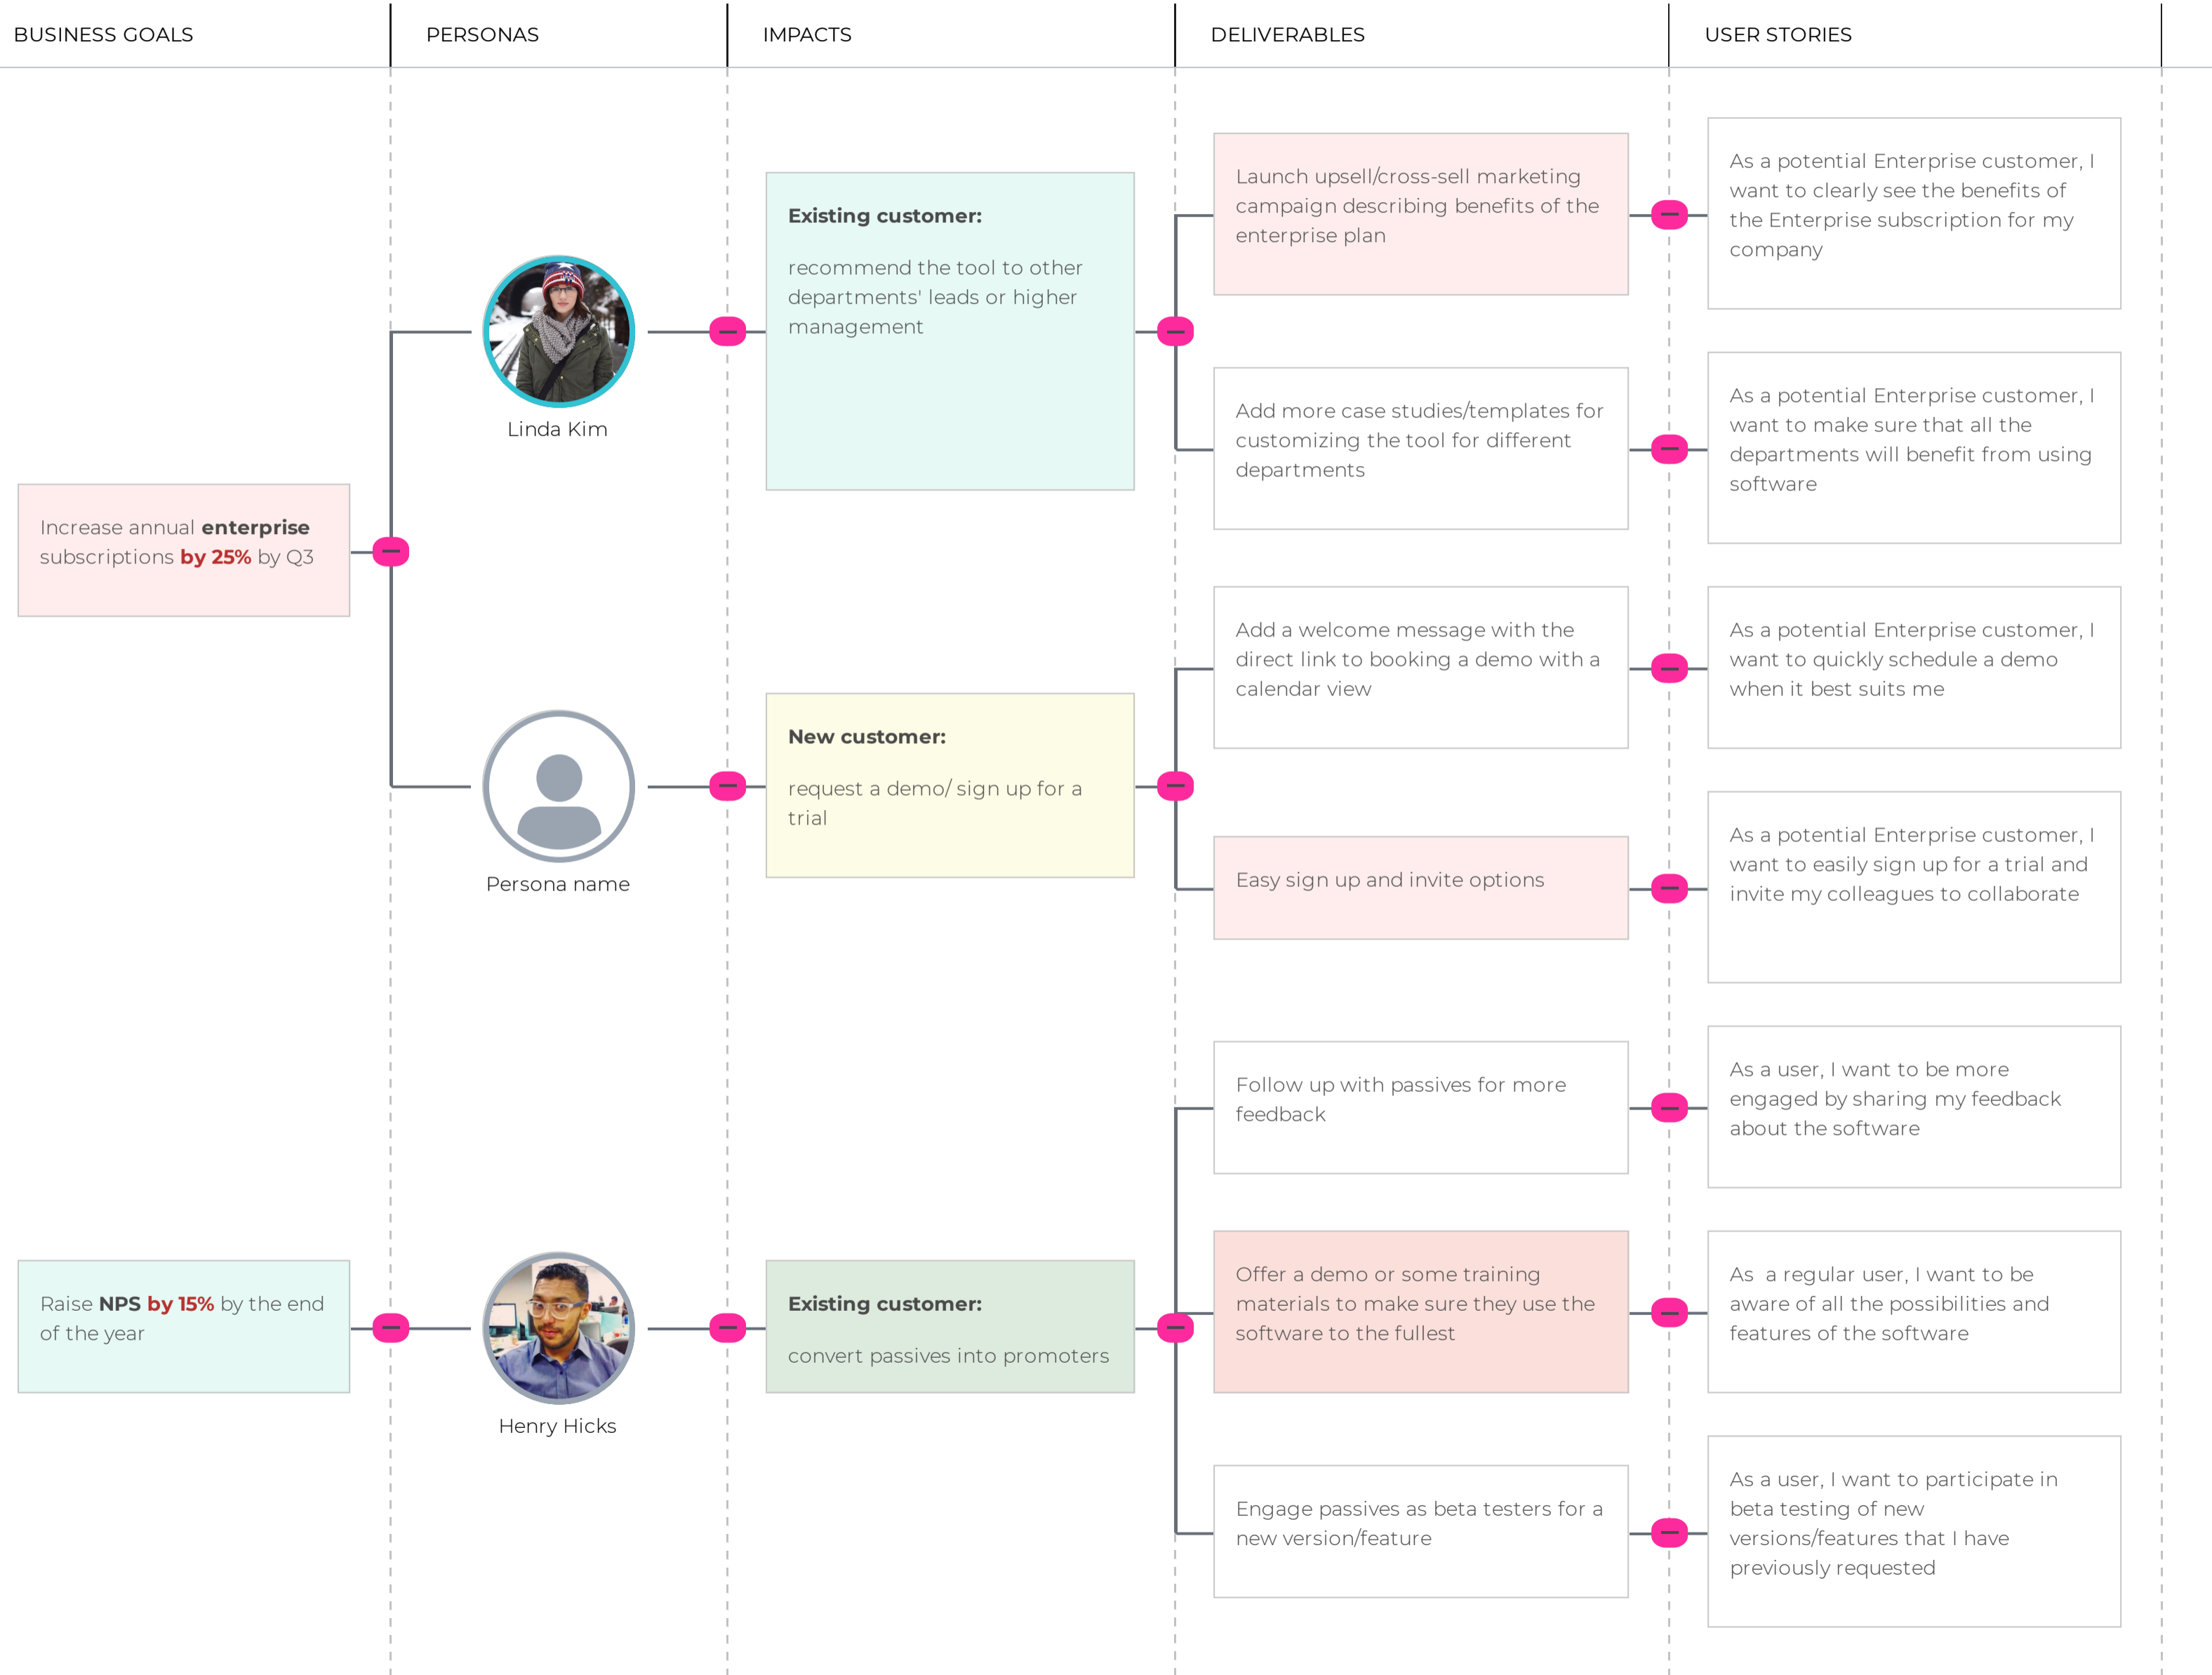 BUSINESS GOALS
PERSONAS
IMPACTS
DELIVERABLES
USER STORIES
Increase annual enterprise
subscriptions by 25% by Q3
Linda Kim
Existing customer:
recommend the tool to other
departments' leads or higher
management
Launch upsell/cross-sell marketing
campaign describing benefits of the
enterprise plan
As a potential Enterprise customer, I
want to clearly see the benefits of
the Enterprise subscription for my
company
Add more case studies/templates for
customizing the tool for different
departments
As a potential Enterprise customer, I
want to make sure that all the
departments will benefit from using
software
Persona name
New customer:
request a demo/ sign up for a
trial
Add a welcome message with the
direct link to booking a demo with a
calendar view
As a potential Enterprise customer, I
want to quickly schedule a demo
when it best suits me
Easy sign up and invite options
As a potential Enterprise customer, I
want to easily sign up for a trial and
invite my colleagues to collaborate
Raise NPS by 15% by the end
of the year
Henry Hicks
Existing customer:
convert passives into promoters
Follow up with passives for more
feedback
As a user, I want to be more
engaged by sharing my feedback
about the software
Offer a demo or some training
materials to make sure they use the
software to the fullest
As  a regular user, I want to be
aware of all the possibilities and
features of the software
Engage passives as beta testers for a
new version/feature
As a user, I want to participate in
beta testing of new
versions/features that I have
previously requested